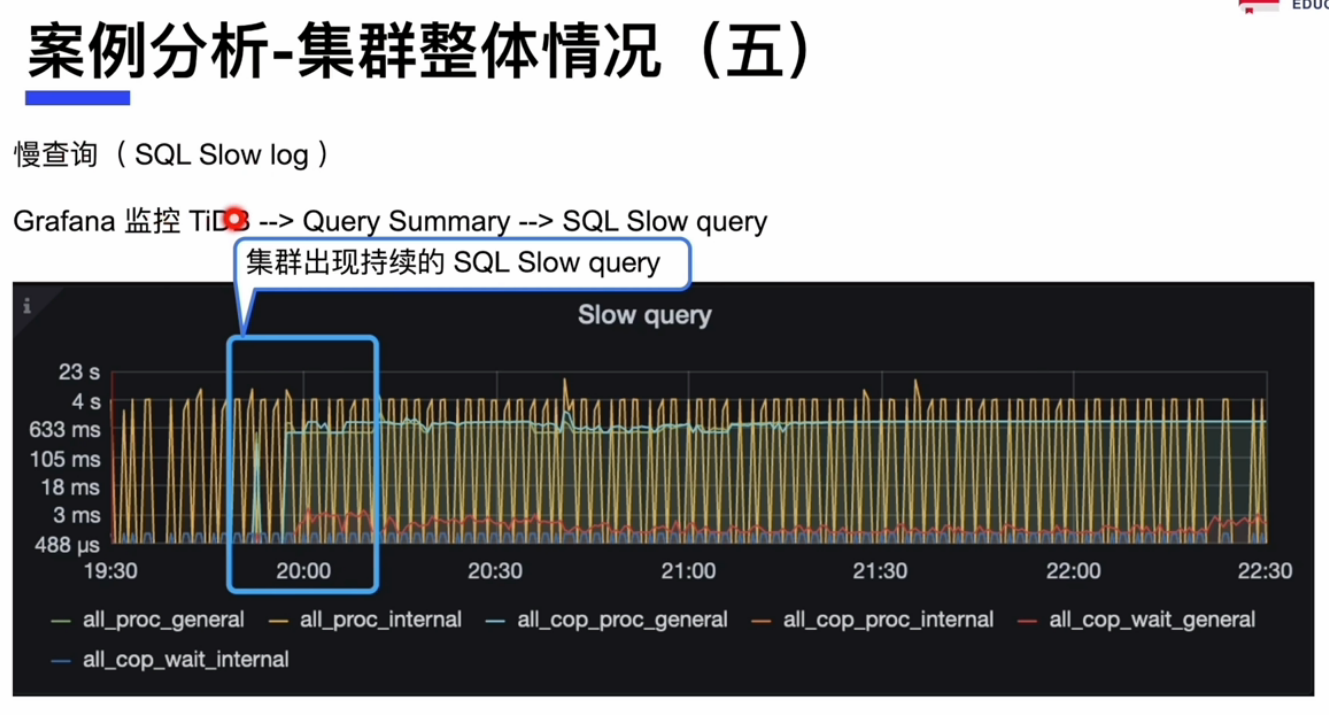 案例分析-集群整体情况（五）
慢查询（ SQL Slow log ）
Grafana 监控 TiDB --> Query Summary --> SQL Slow query
集群出现持续的 SQL Slow query
i
Slow query
23 s
4 s
633 ms
105 ms
18 ms
3 ms
488 µs
19:30 20:00 20:30 21:00 21:30 22:00 22:30
all_proc_general all_proc_internal all_cop_proc_general all_cop_proc_internal all_cop_wait_general
all_cop_wait_internal